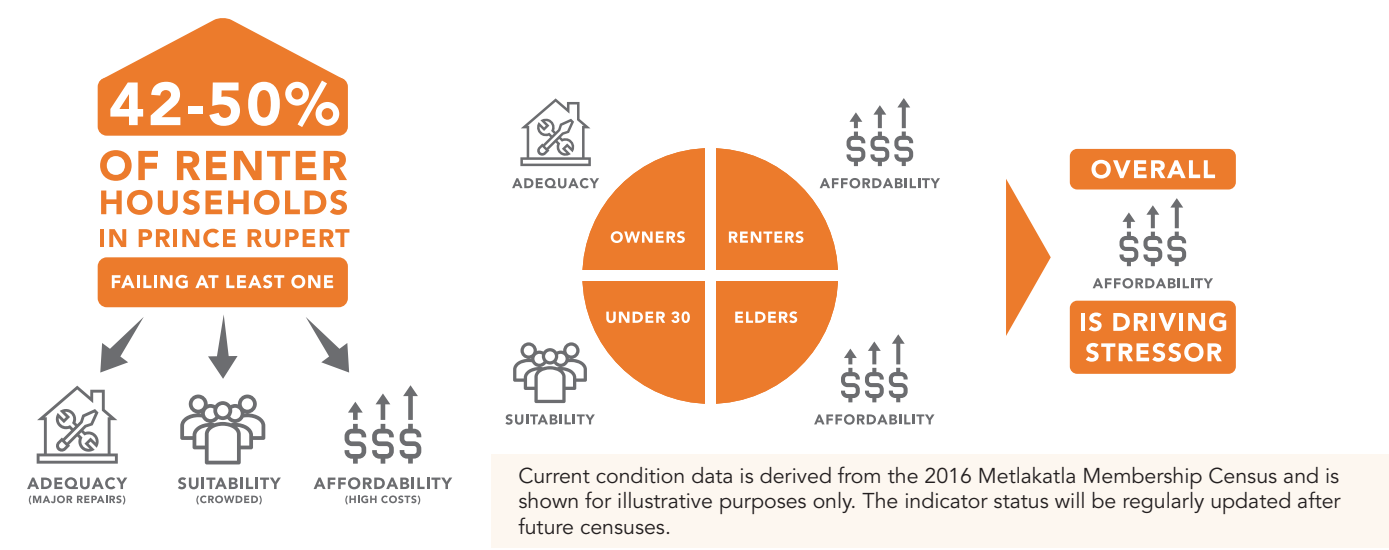 42-50%
OF RENTER
HOUSEHOLDS
IN PRINCE RUPERT
FAILING AT LEAST ONE
ADEQUACY
(MAJOR REPAIRS)
SUITABILITY
(CROWDED)
$$$
AFFORDABILITY
(HIGH COSTS)
ADEQUACY
$$$
AFFORDABILITY
OWNERS
RENTERS
UNDER 30
ELDERS
SUITABILITY
$$$
AFFORDABILITY
OVERALL
$$$
AFFORDABILITY
IS DRIVING
STRESSOR
Current condition data is derived from the 2016 Metlakatla Membership Census and is
shown for illustrative purposes only. The indicator status will be regularly updated after
future censuses.